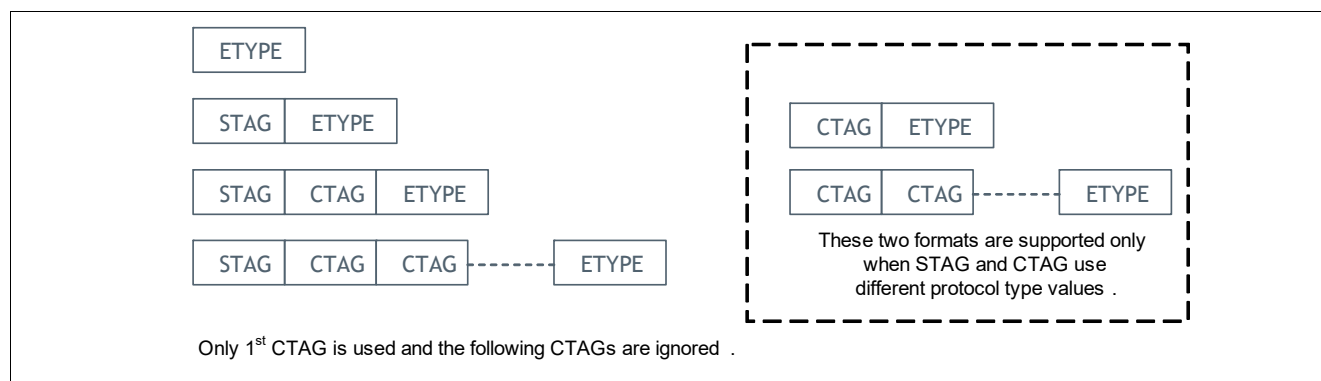 ETYPE
STAG ETYPE
STAG CTAG ETYPE
STAG CTAG CTAG ETYPE
CTAG ETYPE
CTAG CTAG ETYPE
These two formats are supported only
when STAG and CTAG use
different protocol type values .
Only 1st CTAG is used and the following CTAGs are ignored .